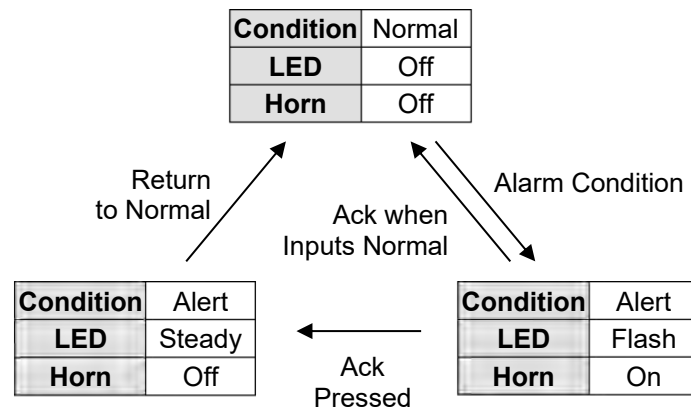 Condition Normal
LED Off
Horn Off
Return
to Normal
Ack when
Inputs Normal
Alarm Condition
Condition Alert
LED Steady
Horn Off
Ack
Pressed
Condition Alert
LED Flash
Horn On